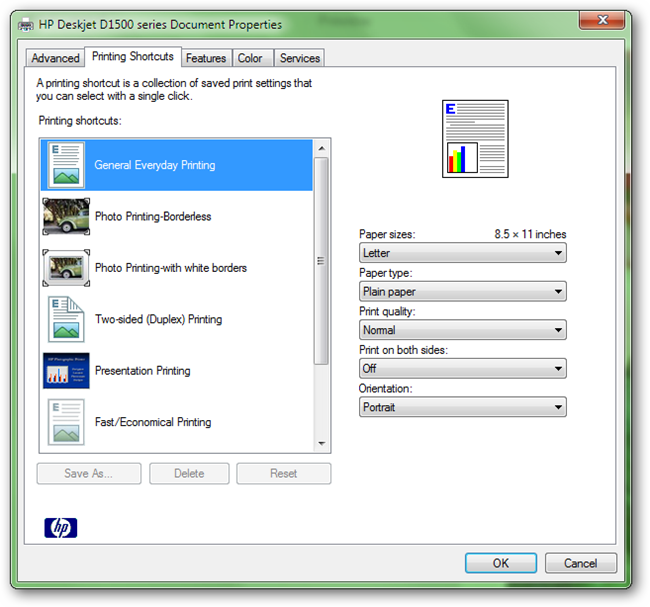 HP Deskjet D1500 series Document Properties
Advanced
Printing Shortcuts
Features
Color
Services
A printing shortcut is a collection of saved print settings that
you can select with a single click.
Printing shortcuts:
General Everyday Printing
Photo Printing-Borderless
Photo Printing-with white borders
Two-sided (Duplex) Printing
Presentation Printing
Fast/Economical Printing
Save As...
Delete
Reset
E
Paper sizes: 8.5 × 11 inches
Letter
Paper type:
Plain paper
Print quality:
Normal
Print on both sides:
Off
Orientation:
Portrait
hp
OK
Cancel